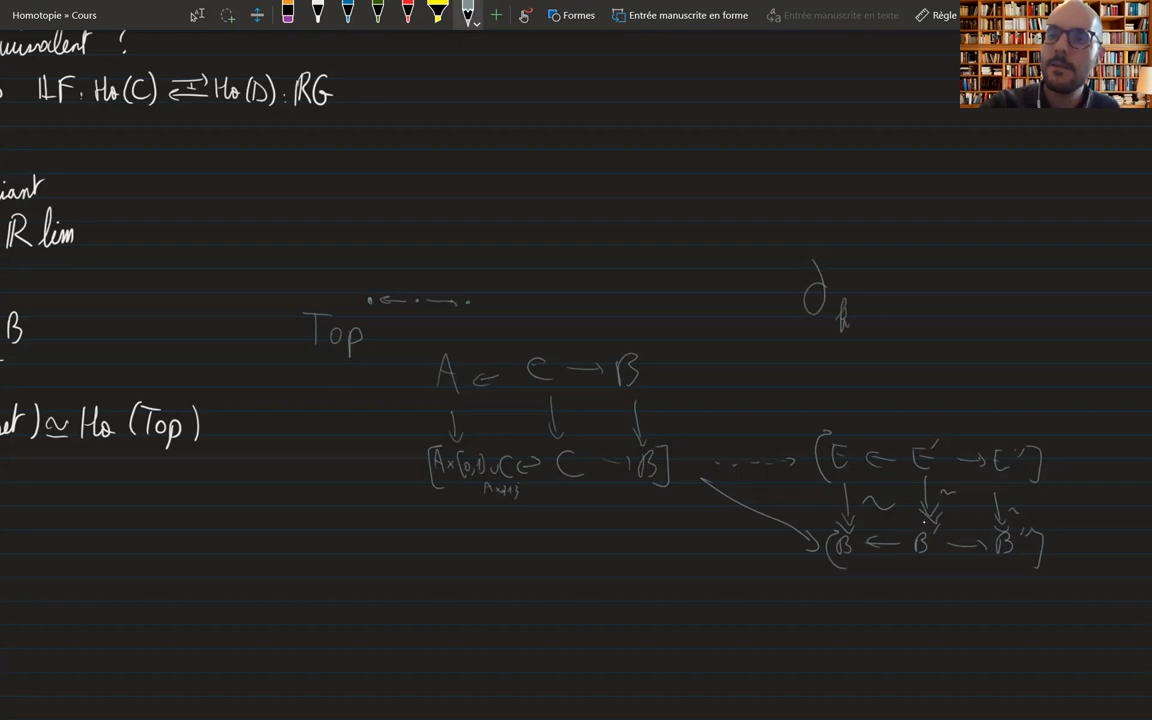 Homotopie » Cours
Formes
Entrée manuscrite en forme
Entrée manuscrite en texte
Règle
?
𝕃F : Ho(C) ⇄ Ho(D) : ℝG
iant
ℝ lim
B
Top
∂
A ← C → B
et) ≃ Ho (Top)
[A×[0,1] ∪ C ↩ C → B] ⇢ [E ← E' → E'']
A×{1}
~ ~ ~
[B ← B' → B'']